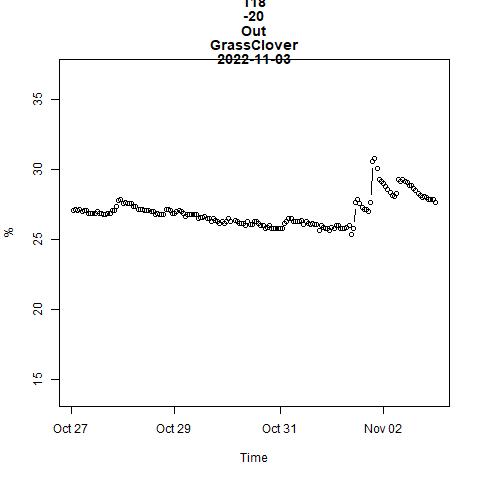 T18
-20
Out
GrassClover
2022-11-03
35
30
25
20
15
%
Oct 27
Oct 29
Oct 31
Nov 02
Time